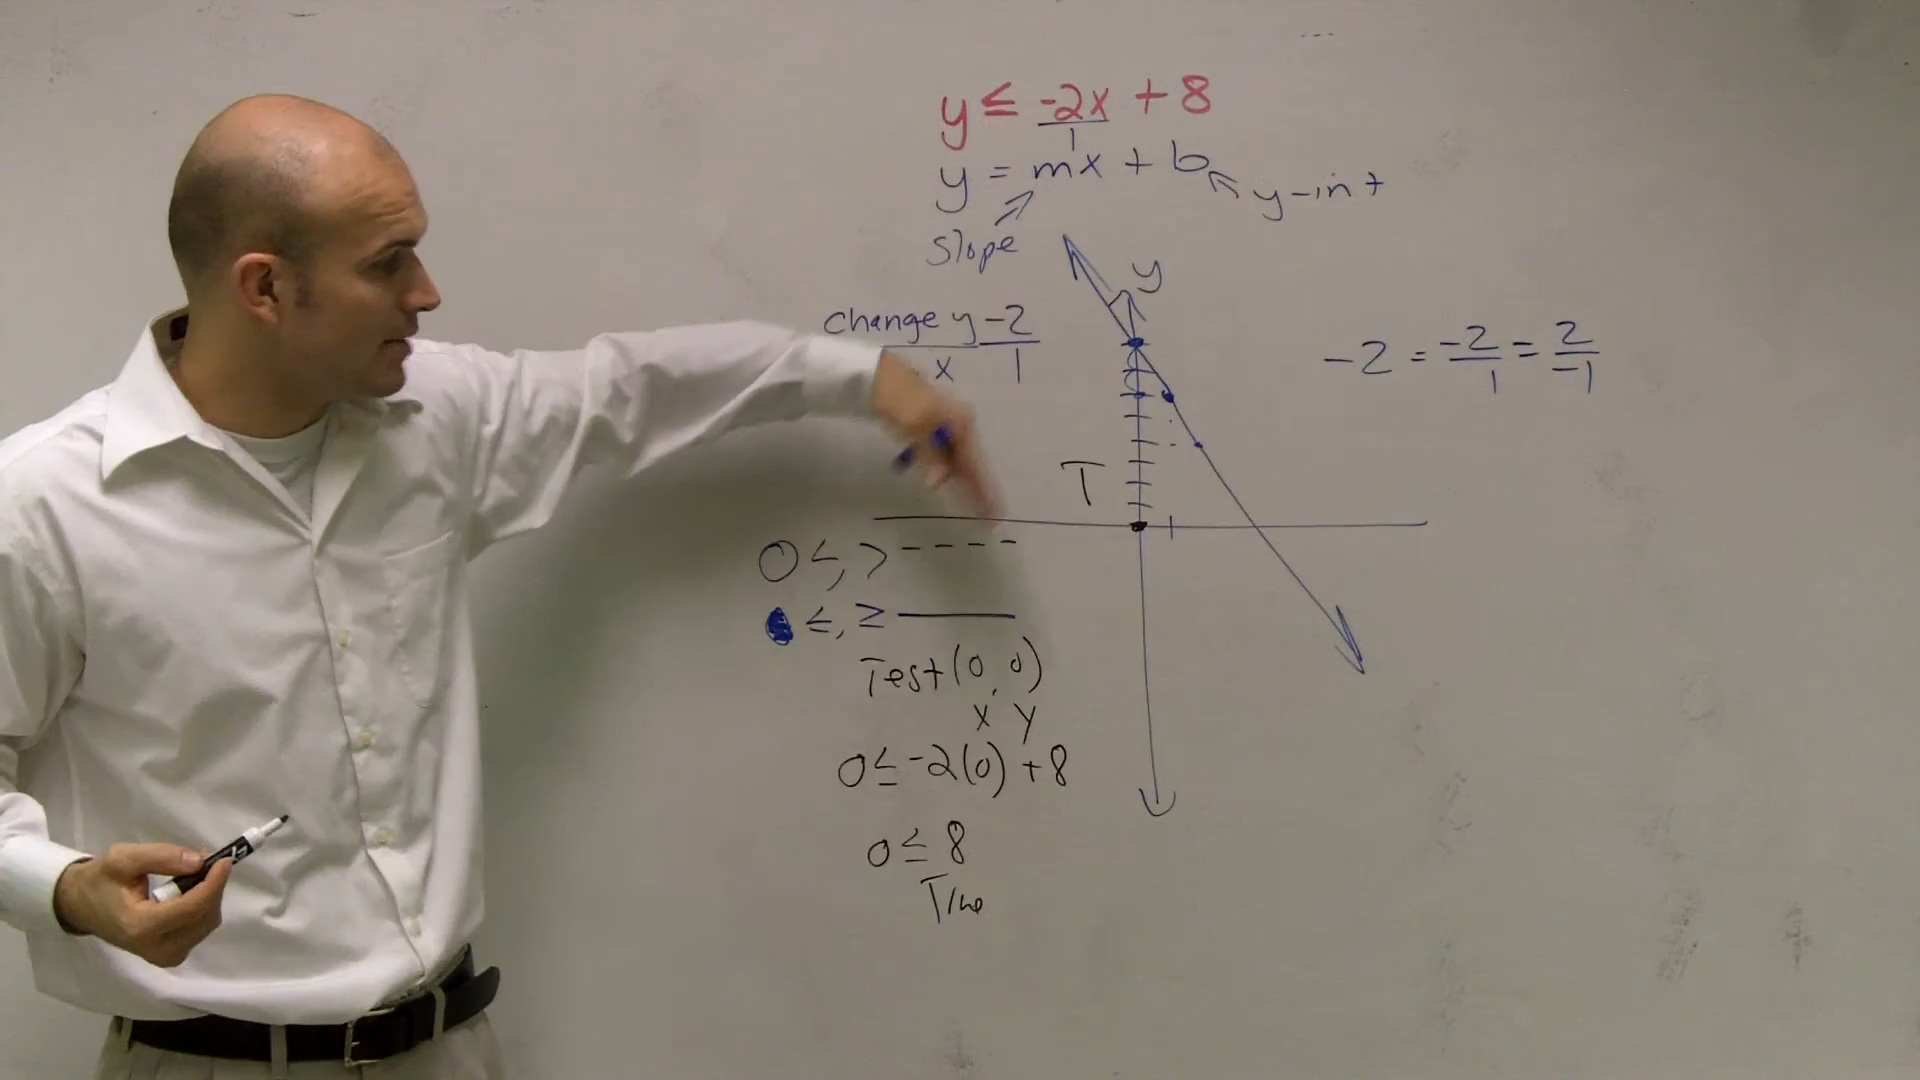 y ≤ -2x/1 + 8
y = mx + b
y-int
slope
y
change y -2
x 1
-2 = -2/1 = 2/-1
T
O <, > ----
● ≤, ≥ ——
Test (0, 0)
x y
0 ≤ -2(0) + 8
0 ≤ 8
True